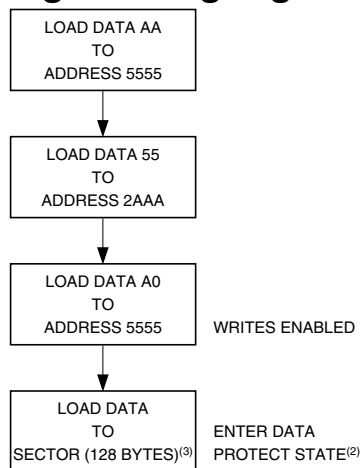 LOAD DATA AA
TO
ADDRESS 5555
LOAD DATA 55
TO
ADDRESS 2AAA
LOAD DATA A0
TO
ADDRESS 5555 WRITES ENABLED
LOAD DATA
TO ENTER DATA
SECTOR (128 BYTES)(3) PROTECT STATE(2)